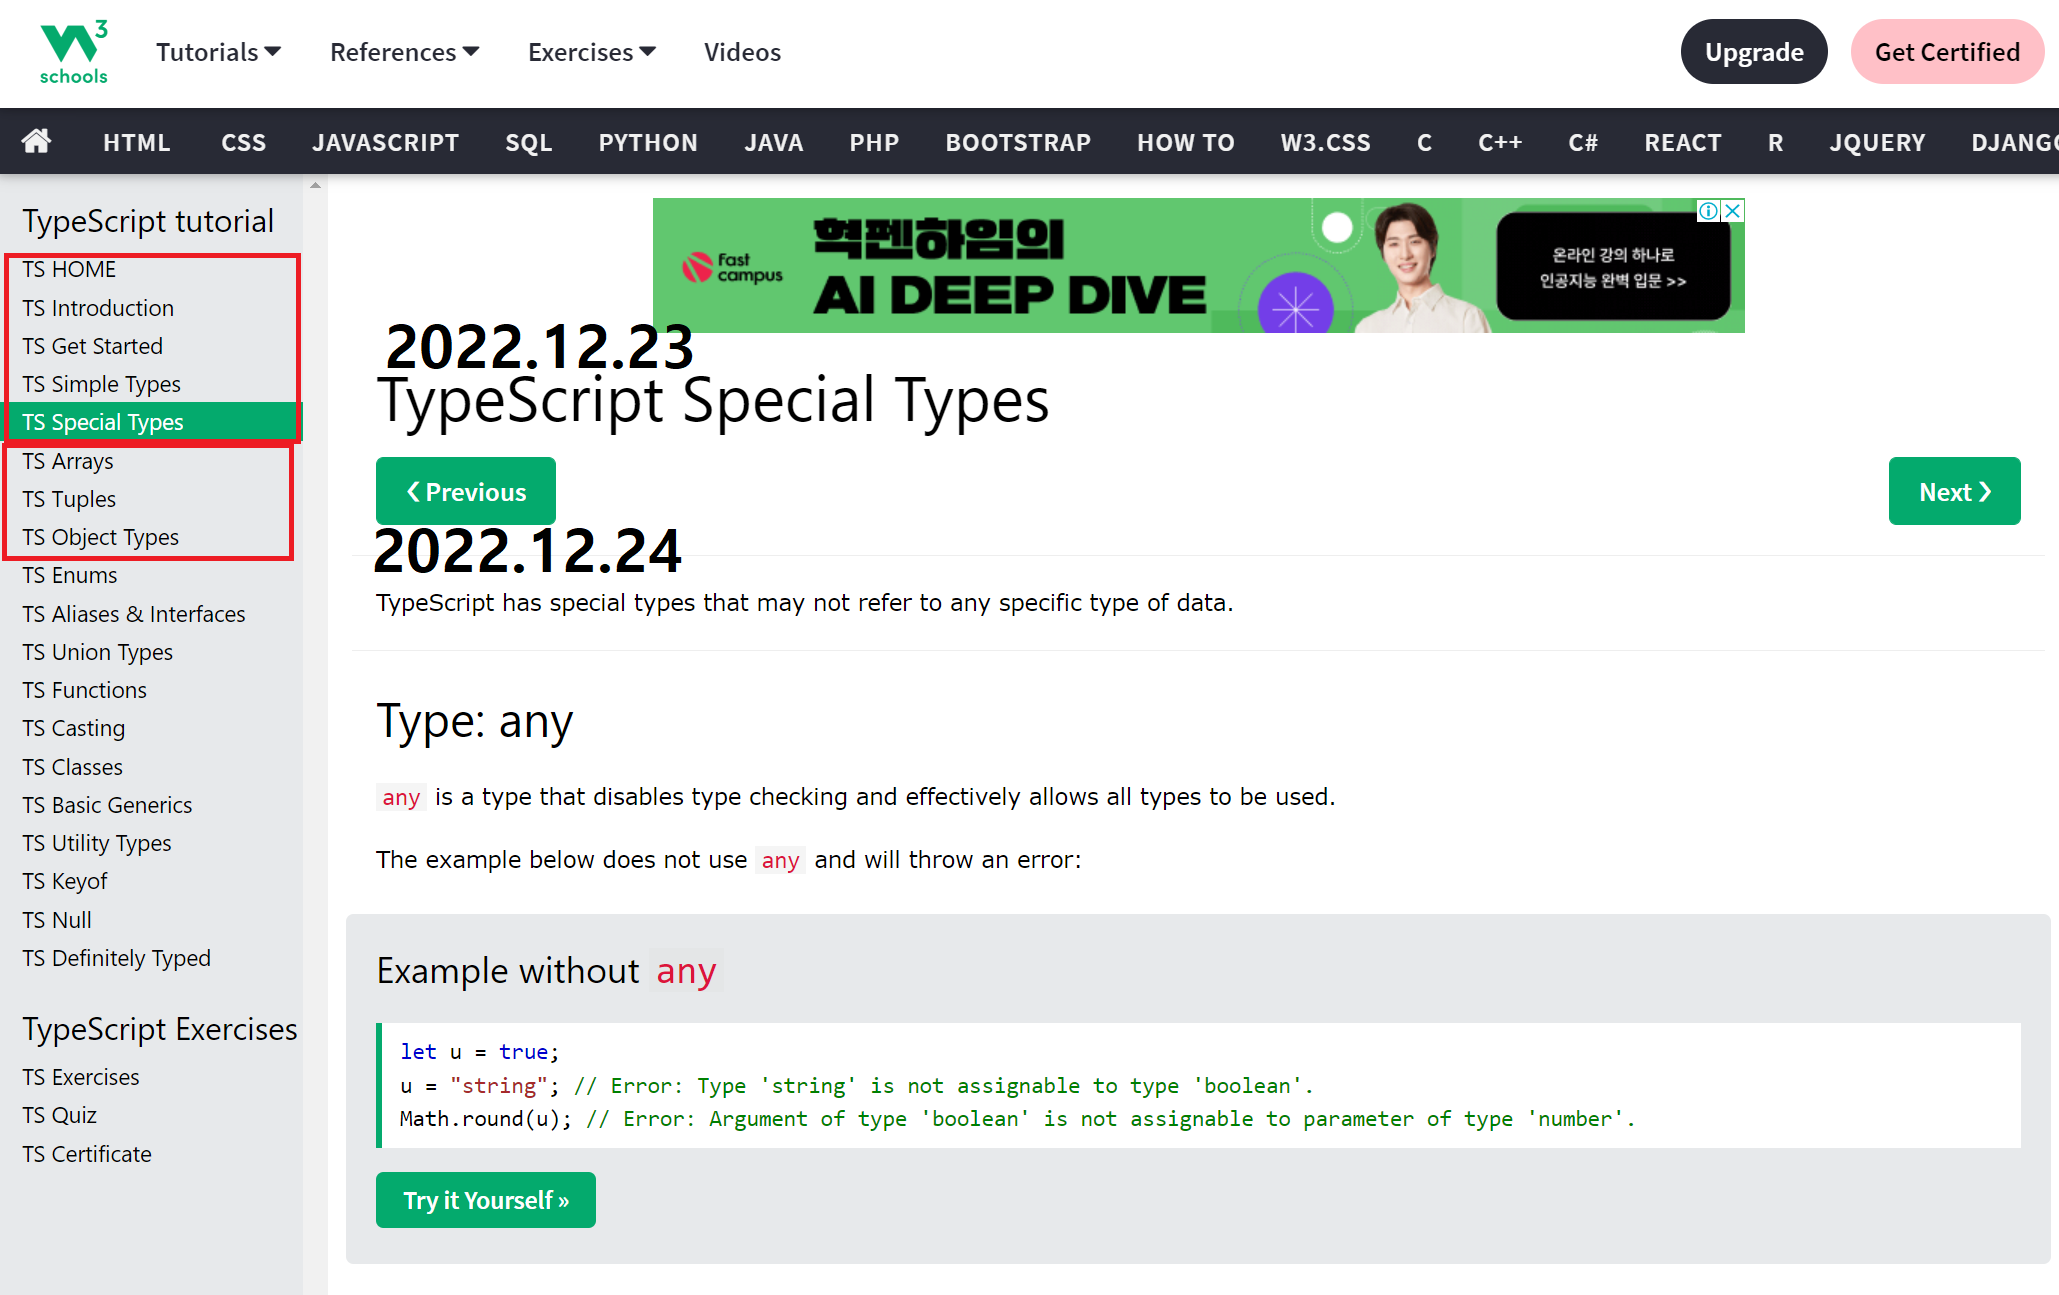 W3 schools
Tutorials References Exercises Videos Upgrade Get Certified
HTML CSS JAVASCRIPT SQL PYTHON JAVA PHP BOOTSTRAP HOW TO W3.CSS C C++ C# REACT R JQUERY DJANGO
TypeScript tutorial
TS HOME
TS Introduction
TS Get Started
TS Simple Types
TS Special Types
TS Arrays
TS Tuples
TS Object Types
TS Enums
TS Aliases & Interfaces
TS Union Types
TS Functions
TS Casting
TS Classes
TS Basic Generics
TS Utility Types
TS Keyof
TS Null
TS Definitely Typed
TypeScript Exercises
TS Exercises
TS Quiz
TS Certificate
Fast
campus
혁펜하임의
AI DEEP DIVE
온라인 강의 하나로
인공지능 완벽 입문 >>
2022.12.23
TypeScript Special Types
❮ Previous
Next ❯
2022.12.24
TypeScript has special types that may not refer to any specific type of data.
Type: any
any is a type that disables type checking and effectively allows all types to be used.
The example below does not use any and will throw an error:
Example without any
let u = true;
u = "string"; // Error: Type 'string' is not assignable to type 'boolean'.
Math.round(u); // Error: Argument of type 'boolean' is not assignable to parameter of type 'number'.
Try it Yourself »